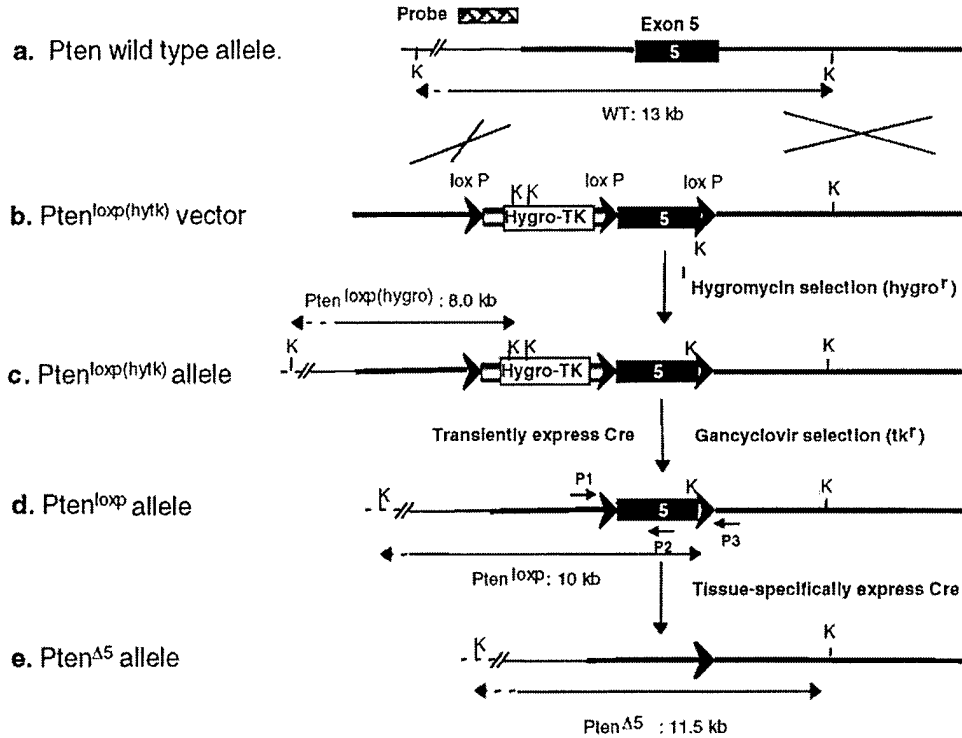 Probe
Exon 5
a. Pten wild type allele.
5
K
K
WT: 13 kb
lox P
lox P
lox P
K K
K
b. Pten loxp(hytk) vector
Hygro-TK
5
K
Hygromycin selection (hygro r)
Pten loxp(hygro) : 8.0 kb
K
K K
K
K
c. Pten loxp(hytk) allele
Hygro-TK
5
Transiently express Cre
Gancyclovir selection (tk r)
P1
K
K
K
d. Pten loxp allele
5
P2
P3
Pten loxp: 10 kb
Tissue-specifically express Cre
K
K
e. Pten Δ5 allele
Pten Δ5 : 11.5 kb